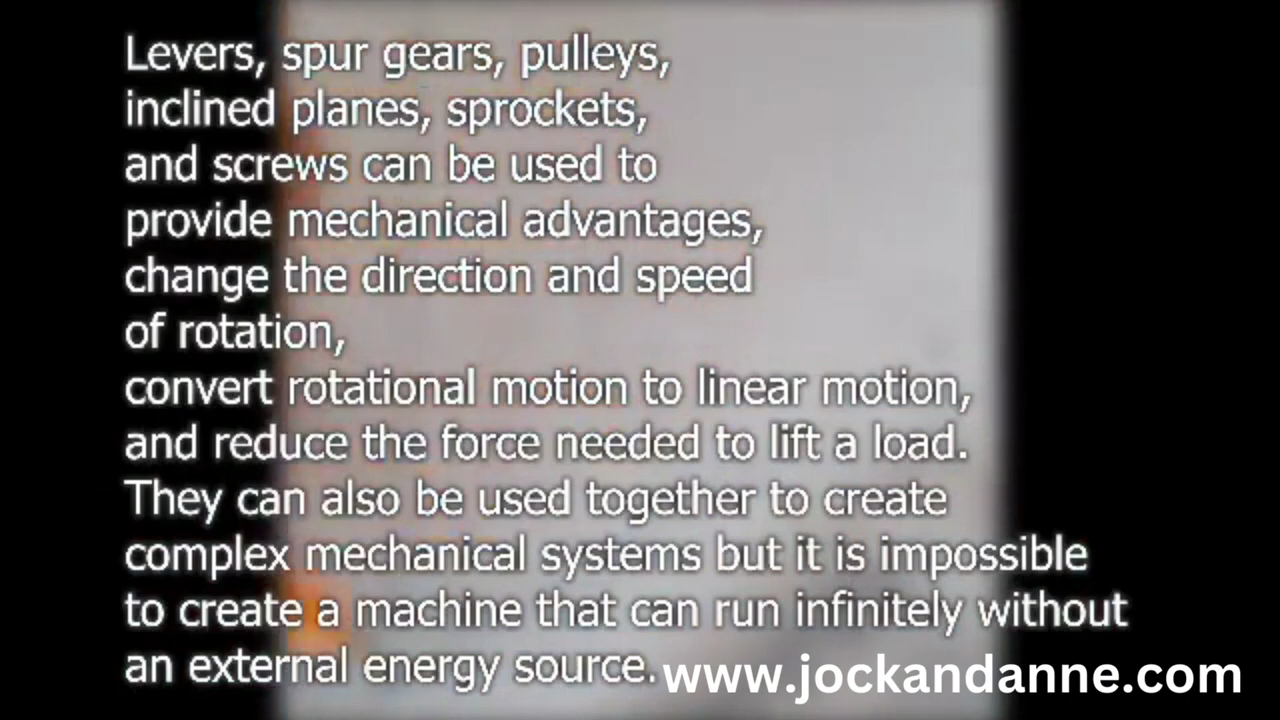 Levers, spur gears, pulleys,
inclined planes, sprockets,
and screws can be used to
provide mechanical advantages,
change the direction and speed
of rotation,
convert rotational motion to linear motion,
and reduce the force needed to lift a load.
They can also be used together to create
complex mechanical systems but it is impossible
to create a machine that can run infinitely without
an external energy source.
www.jockandanne.com